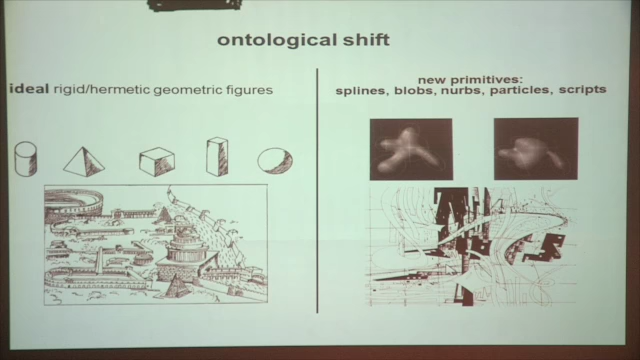 ontological shift
ideal rigid/hermetic geometric figures
new primitives:
splines, blobs, nurbs, particles, scripts